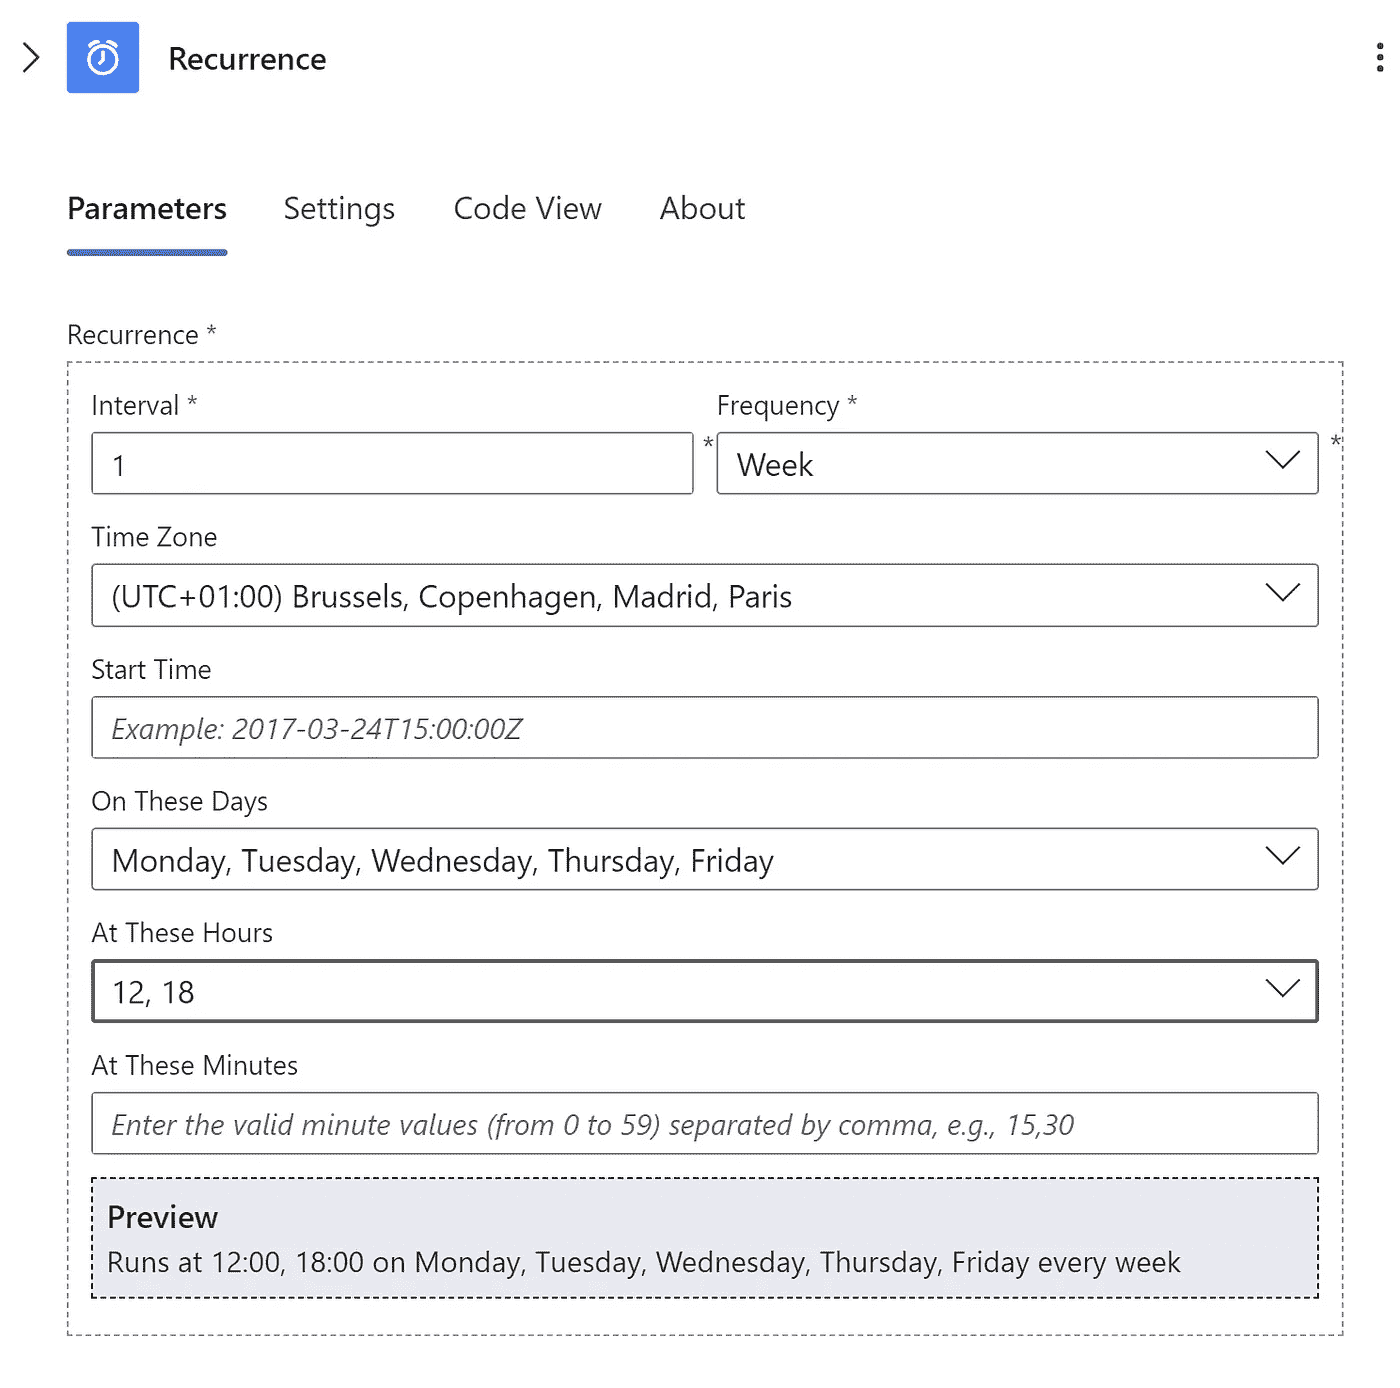 Recurrence
Parameters Settings Code View About
Recurrence *
Interval * Frequency *
1 * Week *
Time Zone
(UTC+01:00) Brussels, Copenhagen, Madrid, Paris
Start Time
Example: 2017-03-24T15:00:00Z
On These Days
Monday, Tuesday, Wednesday, Thursday, Friday
At These Hours
12, 18
At These Minutes
Enter the valid minute values (from 0 to 59) separated by comma, e.g., 15,30
Preview
Runs at 12:00, 18:00 on Monday, Tuesday, Wednesday, Thursday, Friday every week